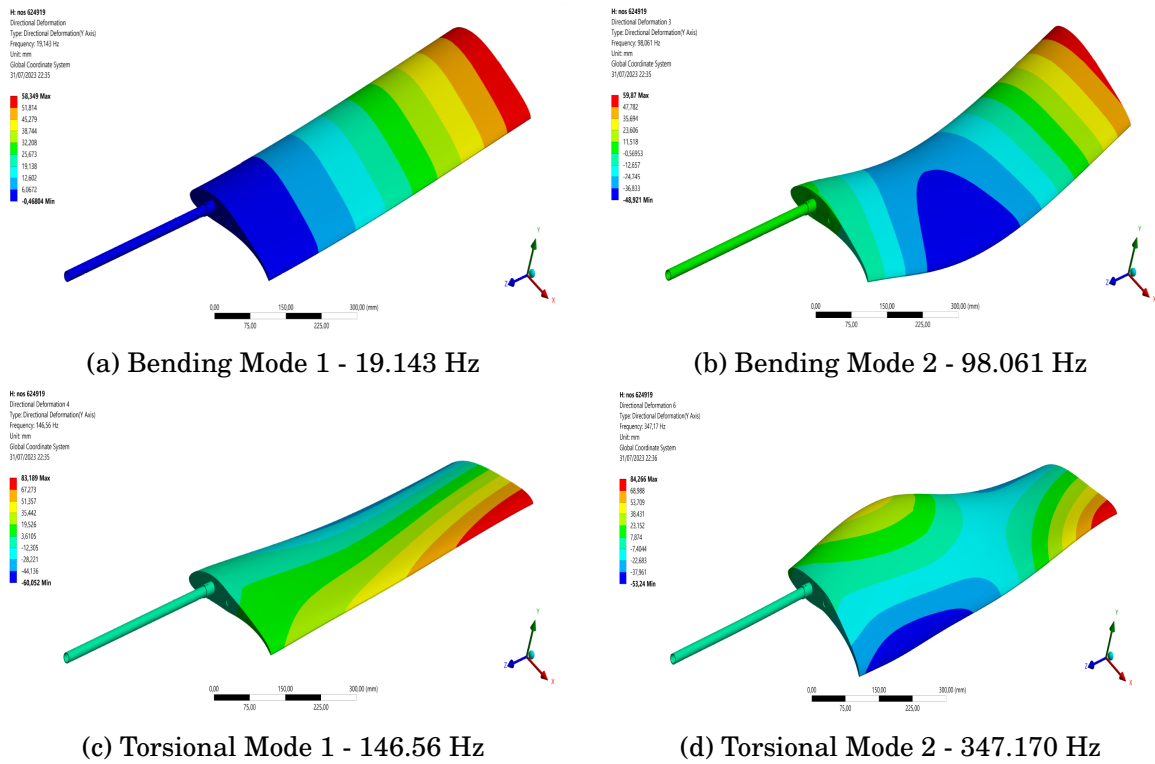 H: nos 624919
Directional Deformation
Type: Directional Deformation(Y Axis)
Frequency: 19,143 Hz
Unit: mm
Global Coordinate System
31/07/2023 22:35
58,349 Max
51,814
45,279
38,744
32,208
25,673
19,138
12,602
6,0672
-0,46804 Min
Y
Z
X
0,00
150,00
300,00 (mm)
75,00
225,00
(a) Bending Mode 1 - 19.143 Hz
H: nos 624919
Directional Deformation 3
Type: Directional Deformation(Y Axis)
Frequency: 98,061 Hz
Unit: mm
Global Coordinate System
31/07/2023 22:35
59,87 Max
47,782
35,694
23,606
11,518
-0,56953
-12,657
-24,745
-36,833
-48,921 Min
Y
Z
X
0,00
150,00
300,00 (mm)
75,00
225,00
(b) Bending Mode 2 - 98.061 Hz
H: nos 624919
Directional Deformation 4
Type: Directional Deformation(Y Axis)
Frequency: 146,56 Hz
Unit: mm
Global Coordinate System
31/07/2023 22:35
83,189 Max
67,273
51,357
35,442
19,526
3,6105
-12,305
-28,221
-44,136
-60,052 Min
Y
Z
X
0,00
150,00
300,00 (mm)
75,00
225,00
(c) Torsional Mode 1 - 146.56 Hz
H: nos 624919
Directional Deformation 6
Type: Directional Deformation(Y Axis)
Frequency: 347,17 Hz
Unit: mm
Global Coordinate System
31/07/2023 22:36
84,266 Max
68,988
53,709
38,431
23,152
7,874
-7,4044
-22,683
-37,961
-53,24 Min
Y
Z
X
0,00
150,00
300,00 (mm)
75,00
225,00
(d) Torsional Mode 2 - 347.170 Hz